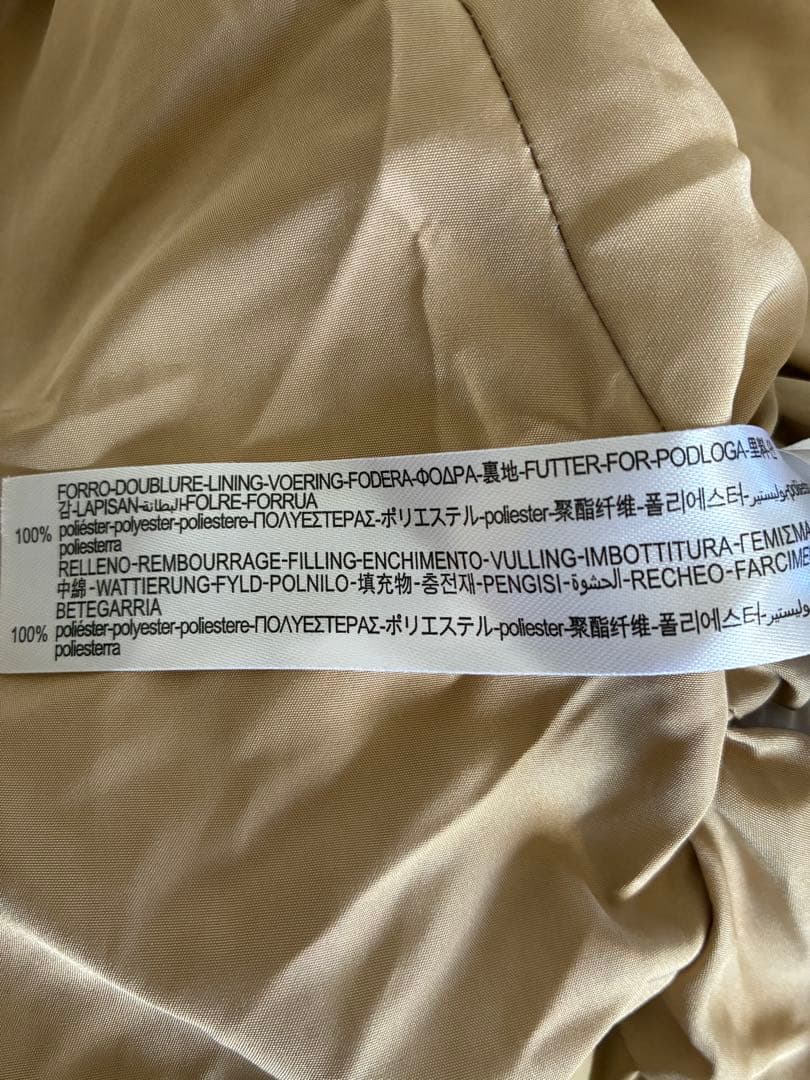 FORRO-DOUBLURE-LINING-VOERING-FODERA-ΦΟΔΡΑ-裏地-FUTTER-FOR-PODLOGA-里料-안
감-LAPISAN-البطانة-FOLRE-FORRUA
100% poliéster-polyester-poliestere-ΠΟΛΥΕΣΤΕΡΑΣ-ポリエステル-poliester-聚酯纤维-폴리에스터-بوليستير-
poliesterra
RELLENO-REMBOURRAGE-FILLING-ENCHIMENTO-VULLING-IMBOTTITURA-ΓΕΜΙΣΜΑ
中綿-WATTIERUNG-FYLD-POLNILO-填充物-충전재-PENGISI-الحشوة-RECHEO-FARCIME
BETEGARRIA
100% poliéster-polyester-poliestere-ΠΟΛΥΕΣΤΕΡΑΣ-ポリエステル-poliester-聚酯纤维-폴리에스터-بوليستير
poliesterra